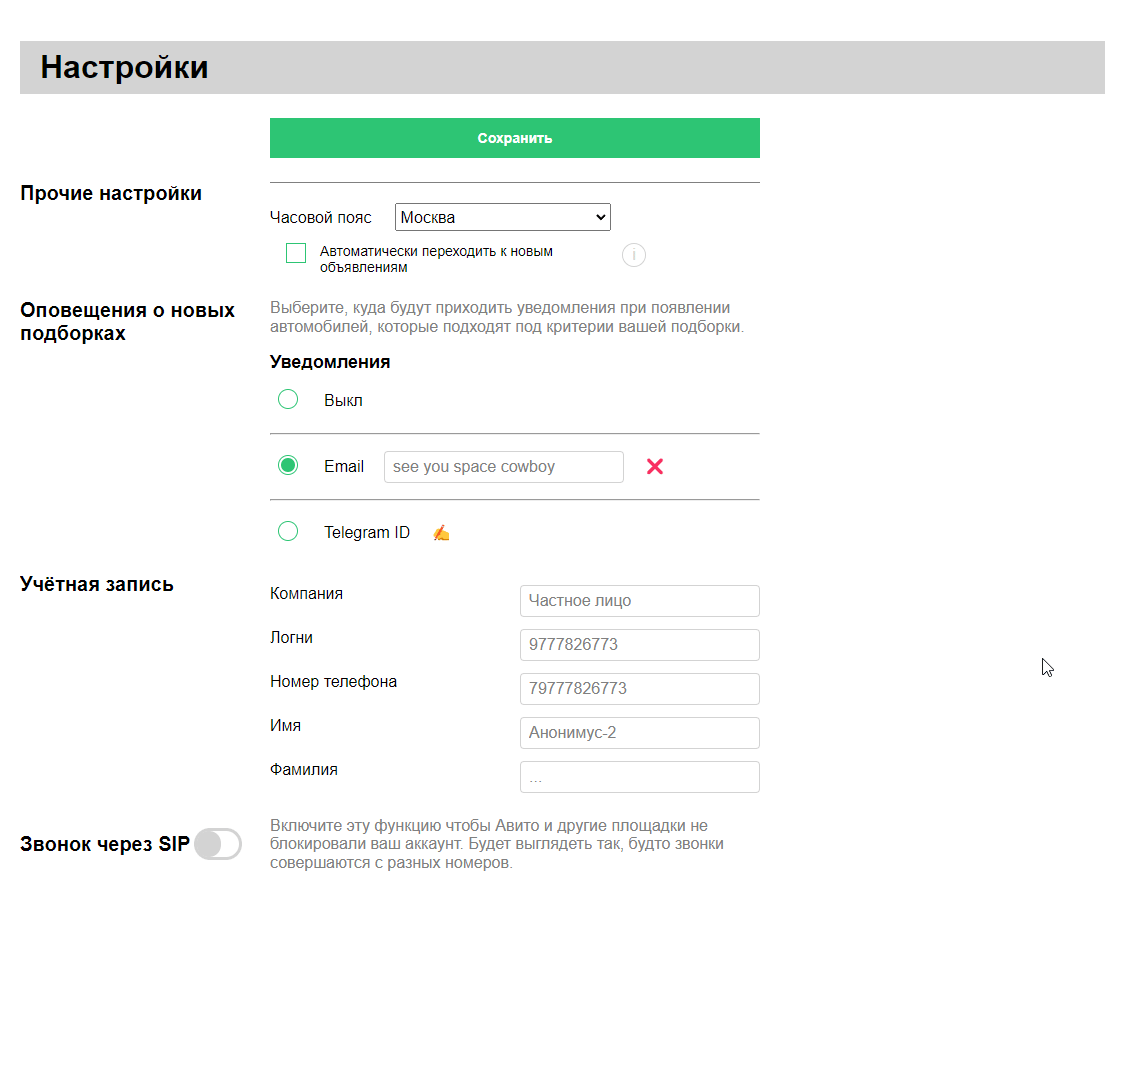 Настройки
Сохранить
Прочие настройки
Часовой пояс Москва
Автоматически переходить к новым
объявлениям
i
Оповещения о новых
подборках
Выберите, куда будут приходить уведомления при появлении
автомобилей, которые подходят под критерии вашей подборки.
Уведомления
Выкл
Email see you space cowboy
Telegram ID
Учётная запись
Компания Частное лицо
Логни 9777826773
Номер телефона 79777826773
Имя Анонимус-2
Фамилия ...
Звонок через SIP
Включите эту функцию чтобы Авито и другие площадки не
блокировали ваш аккаунт. Будет выглядеть так, будто звонки
совершаются с разных номеров.